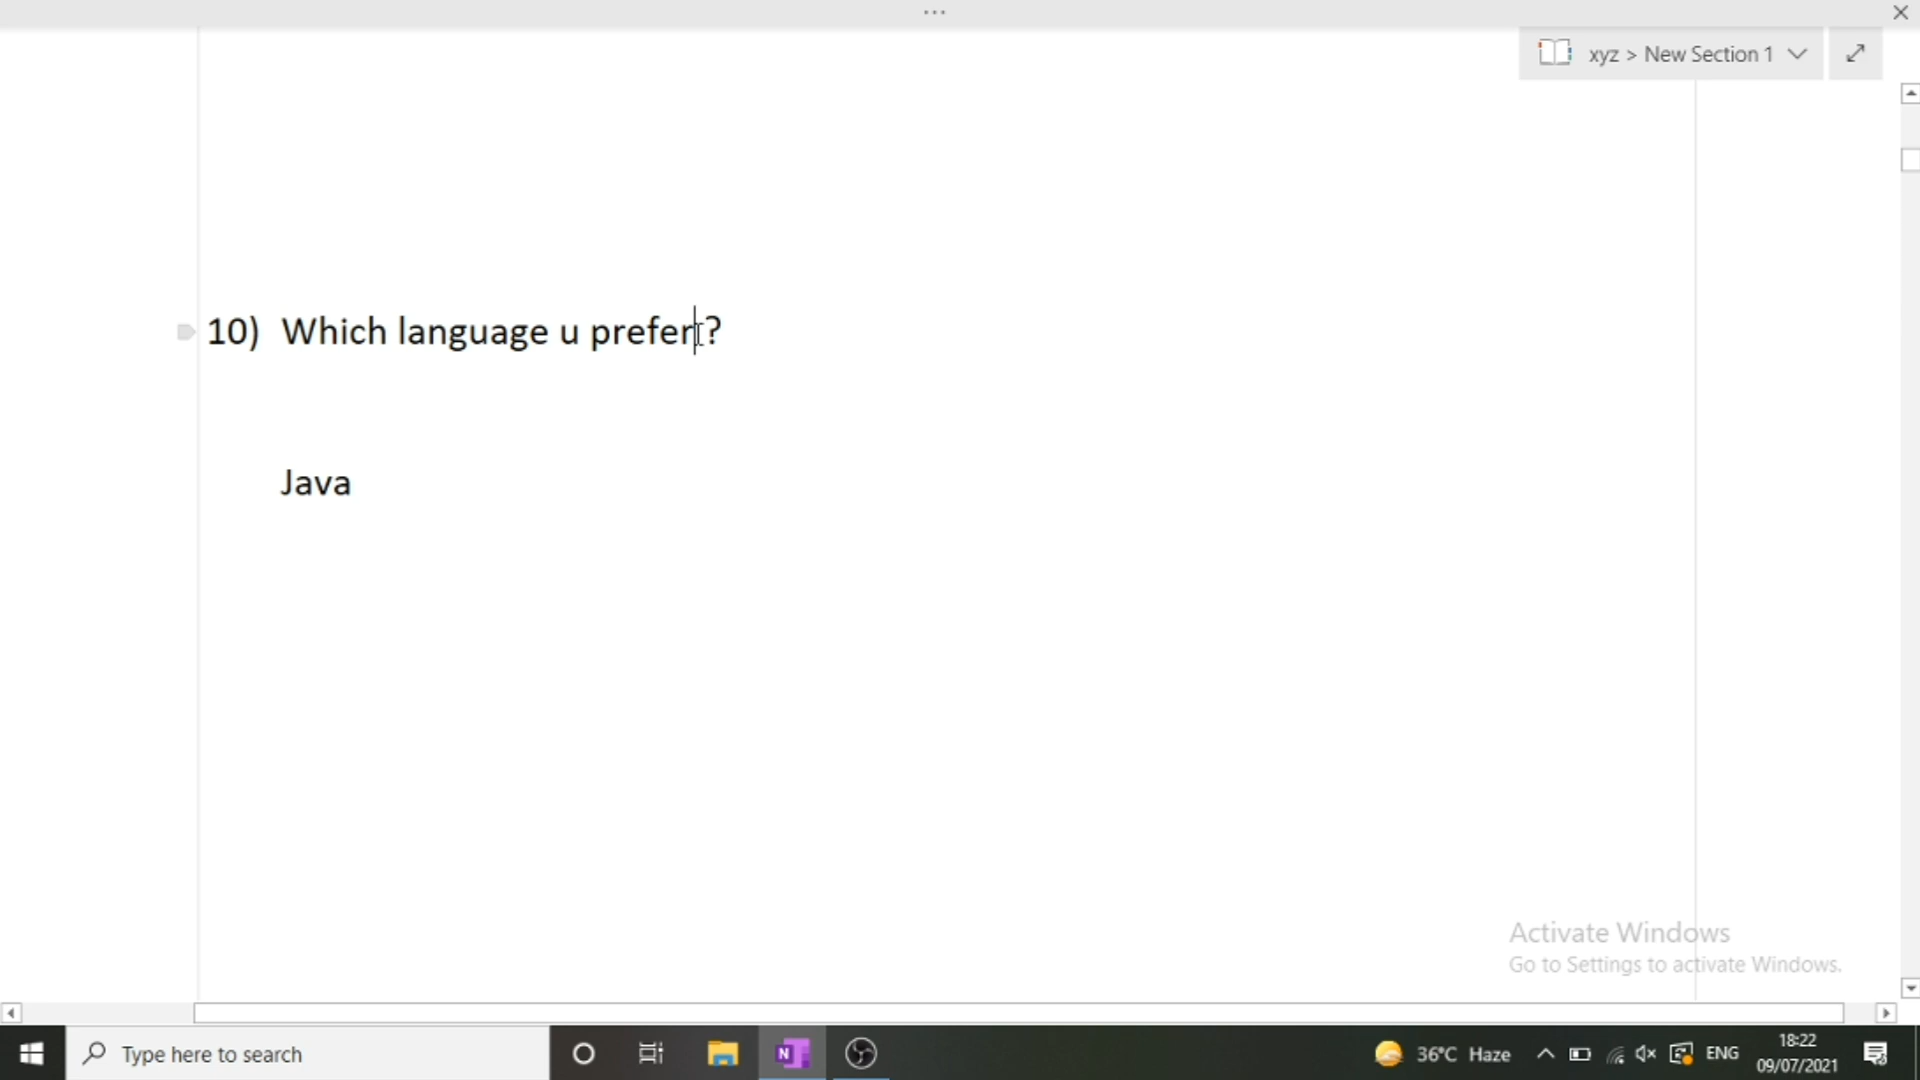 xyz > New Section 1
10) Which language u prefer ?
Java
Activate Windows
Go to Settings to activate Windows.
Type here to search
36°C Haze
ENG
18:22
09/07/2021